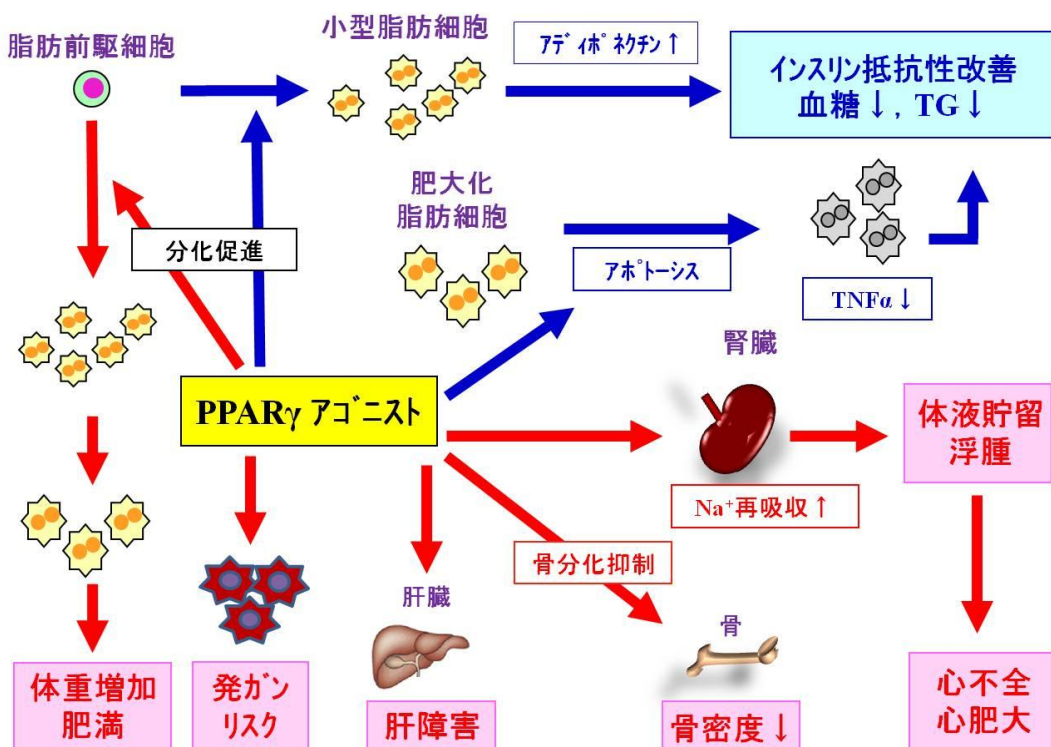 脂肪前駆細胞
小型脂肪細胞
アディポネクチン↑
インスリン抵抗性改善
血糖↓, TG↓
肥大化
脂肪細胞
アポトーシス
TNFα↓
分化促進
PPARγ アゴニスト
腎臓
Na⁺再吸収↑
体液貯留
浮腫
骨分化抑制
肝臓
骨
体重増加
肥満
発ガン
リスク
肝障害
骨密度↓
心不全
心肥大